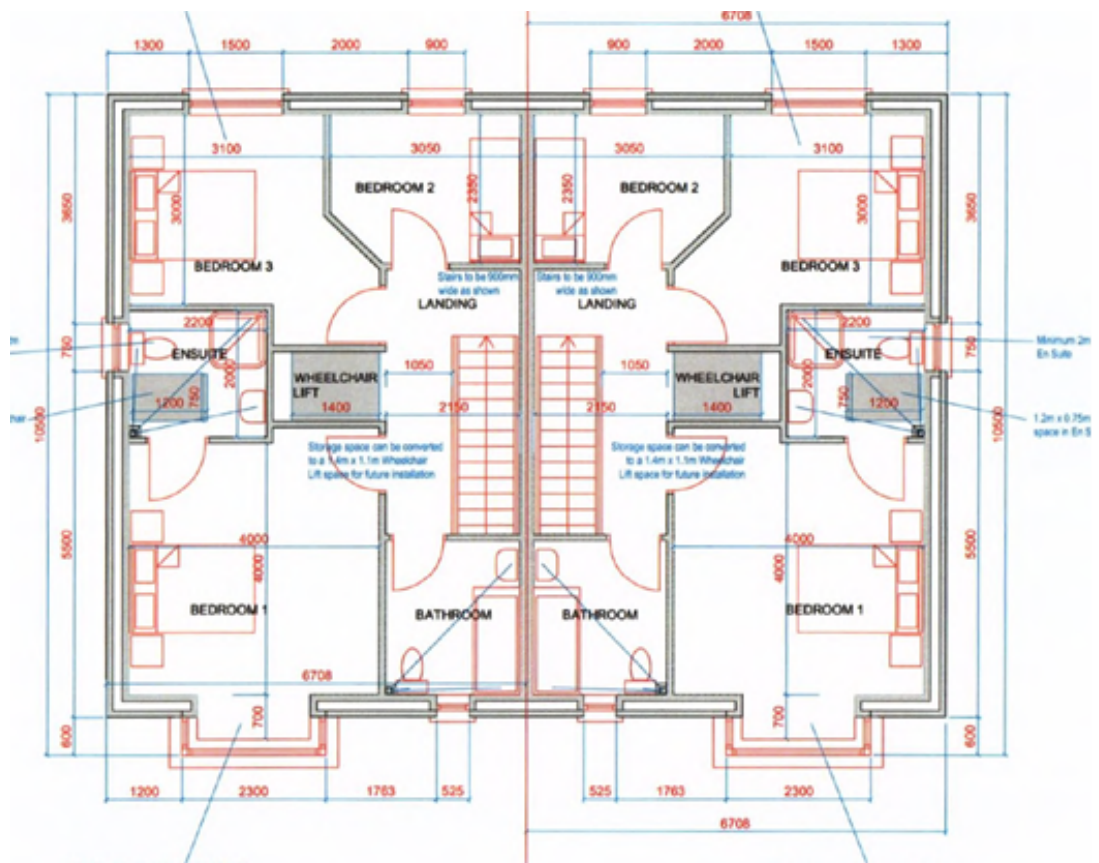 6708
1300 1500 2000 900 900 2000 1500 1300
3100 3050 3050 3100
BEDROOM 2 BEDROOM 2
2350 2350
3650 3000 3000 3650
BEDROOM 3 BEDROOM 3
Stairs to be 900mm
wide as shown
Stairs to be 900mm
wide as shown
LANDING LANDING
2200 2200
750 750
ENSUITE ENSUITE
Minimum 2m
En Suite
2000 1050 1050 2000
WHEELCHAIR
LIFT
WHEELCHAIR
LIFT
1200 750 1400 2150 2150 1400 750 1200
1.2m x 0.75m
space in En S
10500 10500
Storage space can be converted
to a 1.4m x 1.1m Wheelchair
Lift space for future installation
Storage space can be converted
to a 1.4m x 1.1m Wheelchair
Lift space for future installation
5500 5500
4000 4000
4000 4000
BEDROOM 1 BATHROOM BATHROOM BEDROOM 1
6708
700 700
600 600
1200 2300 1763 525 525 1763 2300
6708